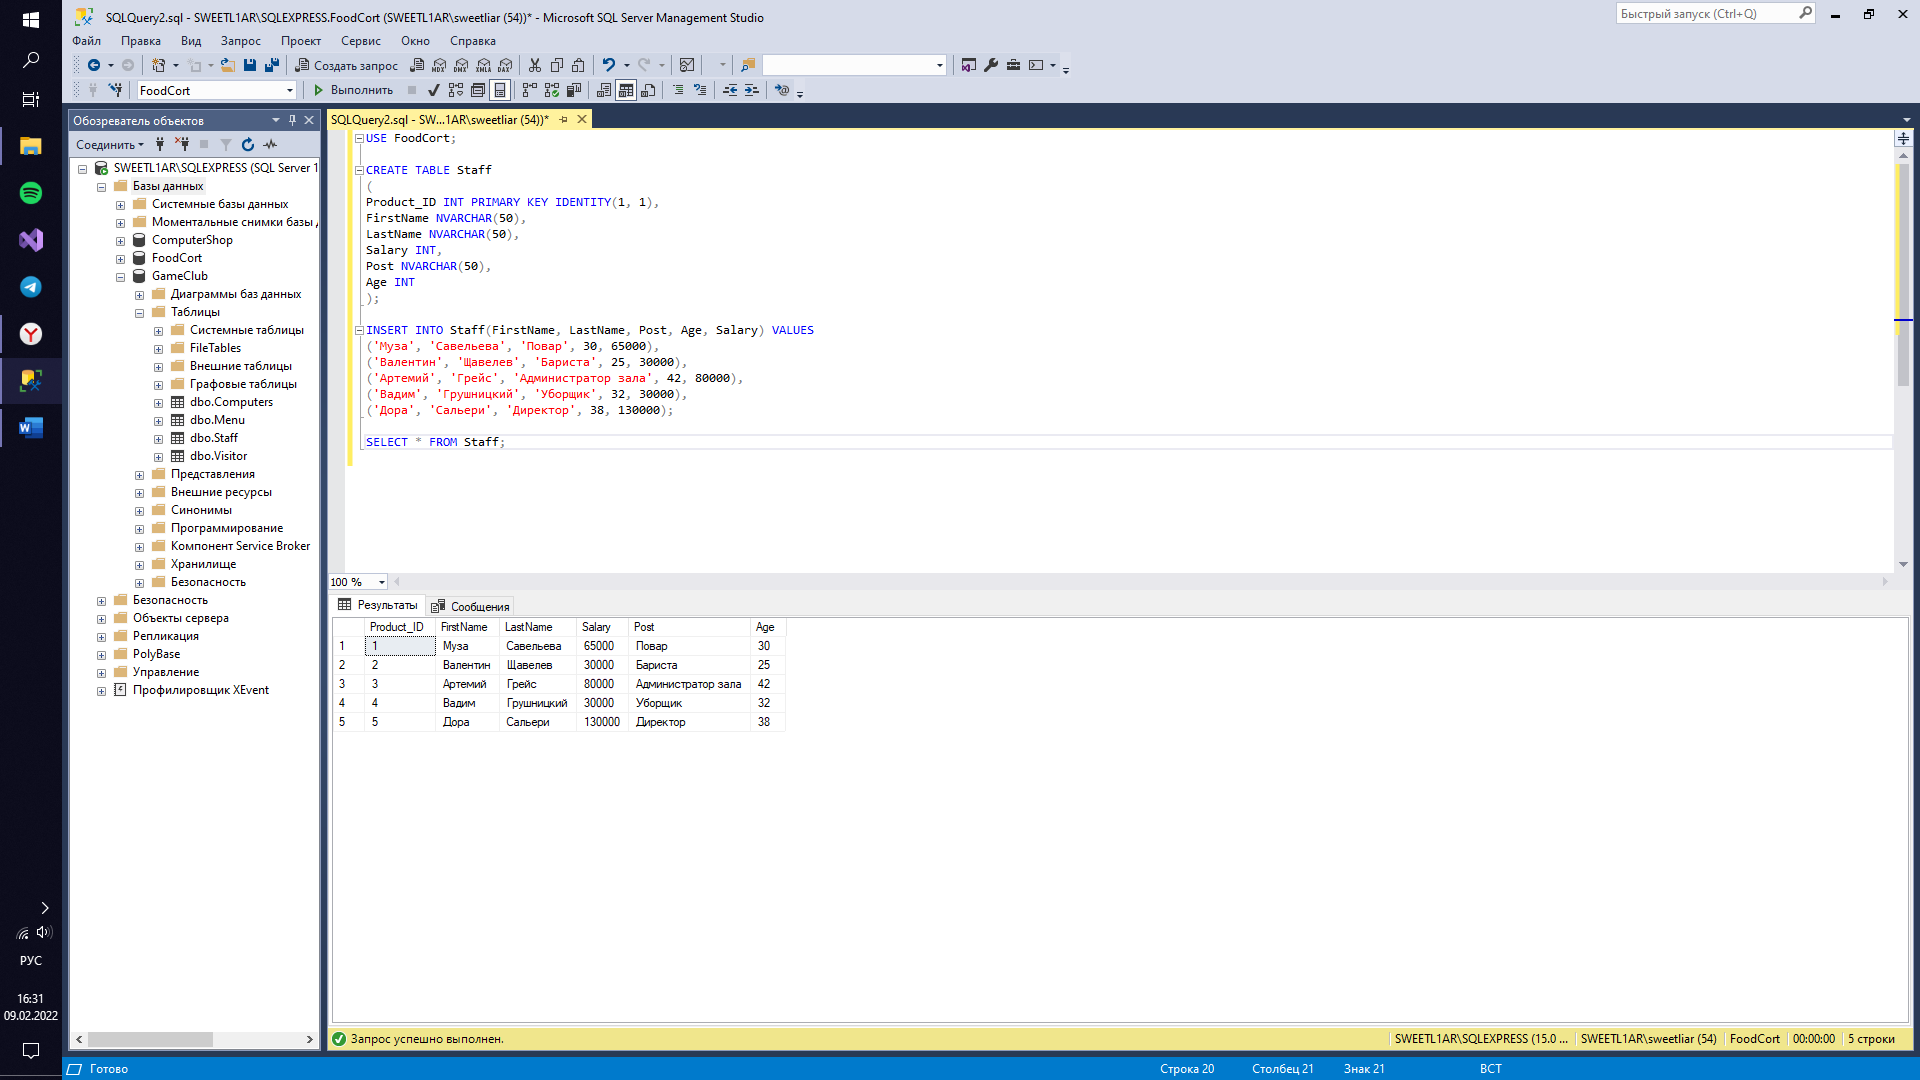 SQLQuery2.sql - SWEETL1AR\SQLEXPRESS.FoodCort (SWEETL1AR\sweetliar (54))* - Microsoft SQL Server Management Studio
Быстрый запуск (Ctrl+Q)
Файл Правка Вид Запрос Проект Сервис Окно Справка
Создать запрос
FoodCort
Выполнить
Обозреватель объектов
SQLQuery2.sql - SW...1AR\sweetliar (54))*
Соединить
SWEETL1AR\SQLEXPRESS (SQL Server 1
Базы данных
Системные базы данных
Моментальные снимки базы
ComputerShop
FoodCort
GameClub
Диаграммы баз данных
Таблицы
Системные таблицы
FileTables
Внешние таблицы
Графовые таблицы
dbo.Computers
dbo.Menu
dbo.Staff
dbo.Visitor
Представления
Внешние ресурсы
Синонимы
Программирование
Компонент Service Broker
Хранилище
Безопасность
Безопасность
Объекты сервера
Репликация
PolyBase
Управление
Профилировщик XEvent
USE FoodCort;
CREATE TABLE Staff
(
Product_ID INT PRIMARY KEY IDENTITY(1, 1),
FirstName NVARCHAR(50),
LastName NVARCHAR(50),
Salary INT,
Post NVARCHAR(50),
Age INT
);
INSERT INTO Staff(FirstName, LastName, Post, Age, Salary) VALUES
('Муза', 'Савельева', 'Повар', 30, 65000),
('Валентин', 'Щавелев', 'Бариста', 25, 30000),
('Артемий', 'Грейс', 'Администратор зала', 42, 80000),
('Вадим', 'Грушницкий', 'Уборщик', 32, 30000),
('Дора', 'Сальери', 'Директор', 38, 130000);
SELECT * FROM Staff;
100 %
Результаты Сообщения
Product_ID FirstName LastName Salary Post Age
1 1 Муза Савельева 65000 Повар 30
2 2 Валентин Щавелев 30000 Бариста 25
3 3 Артемий Грейс 80000 Администратор зала 42
4 4 Вадим Грушницкий 30000 Уборщик 32
5 5 Дора Сальери 130000 Директор 38
Запрос успешно выполнен.
SWEETL1AR\SQLEXPRESS (15.0 ... SWEETL1AR\sweetliar (54) FoodCort 00:00:00 5 строки
Готово
Строка 20 Столбец 21 Знак 21 ВСТ
РУС
16:31
09.02.2022